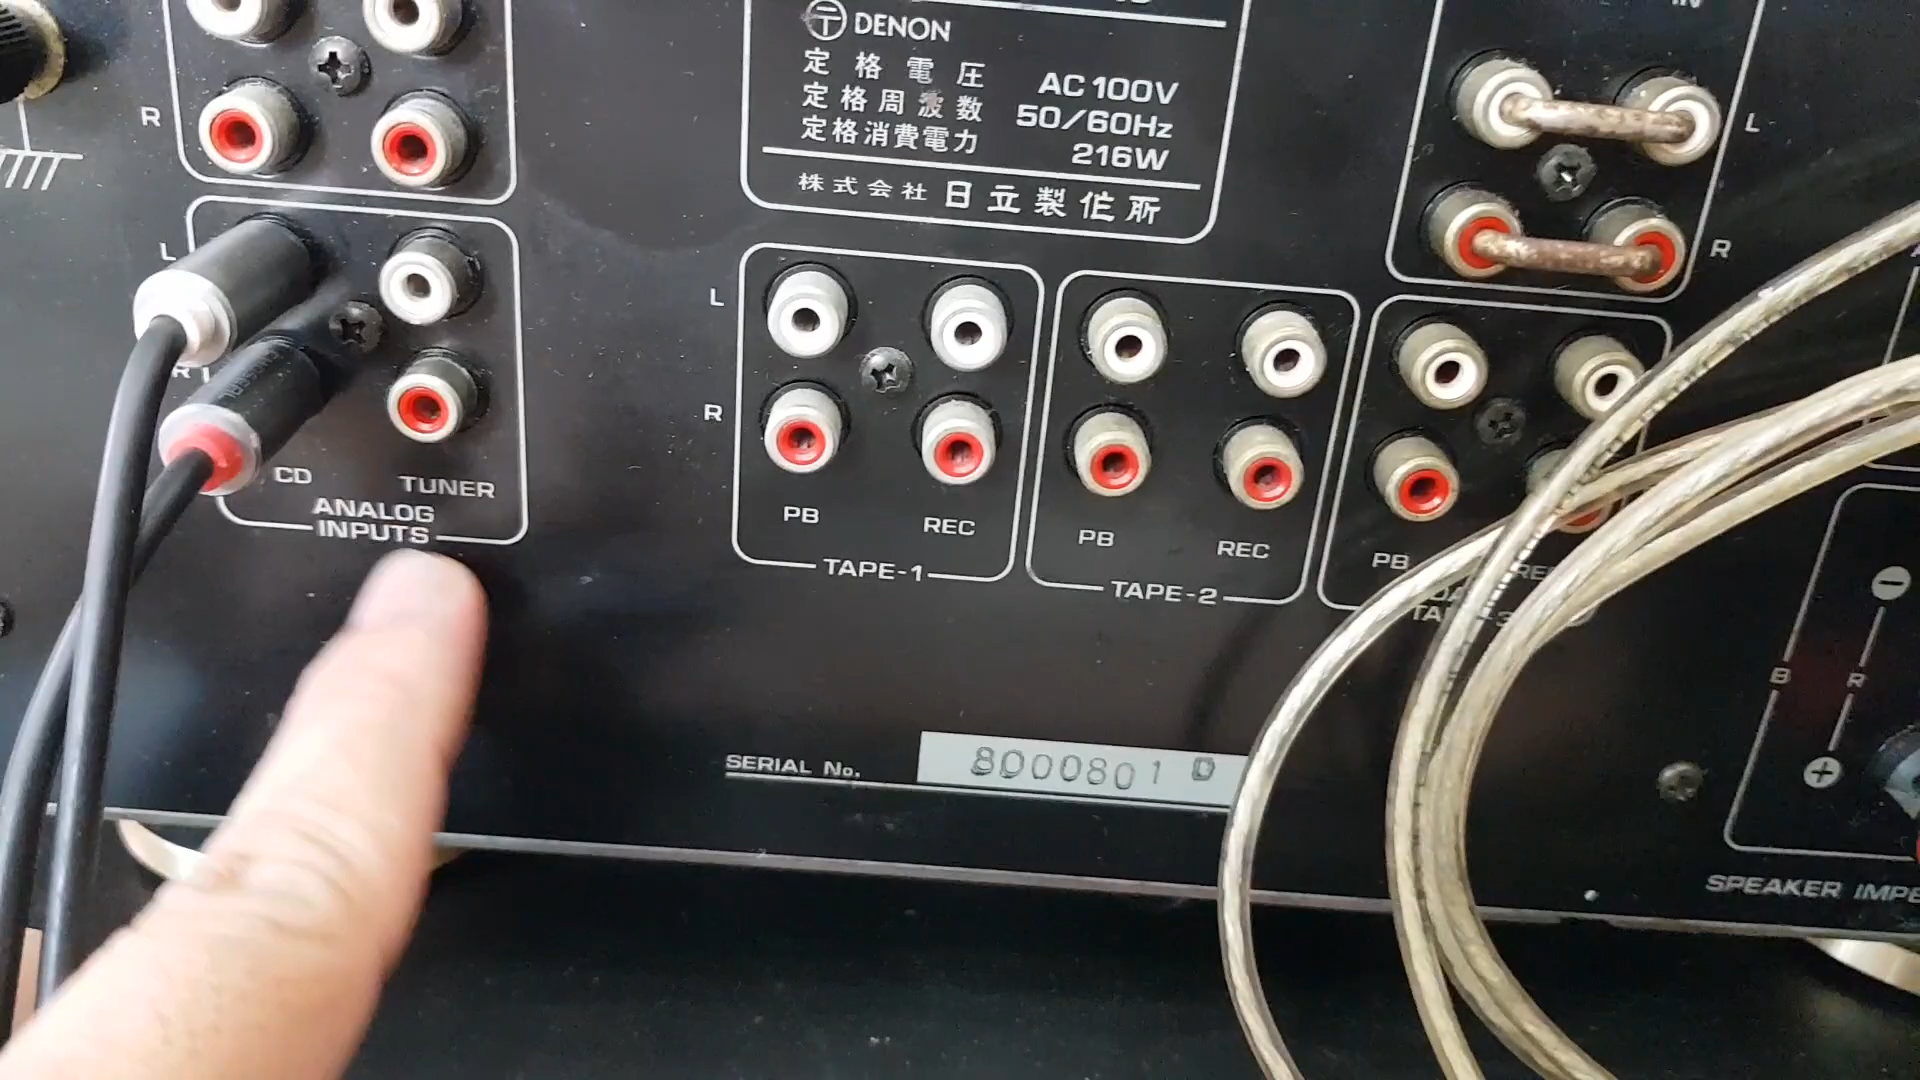 DENON
定格電圧 AC 100V
定格周波数 50/60Hz
定格消費電力 216W
株式会社 日立製作所
IN
L
R
R
L
R
CD TUNER
ANALOG
INPUTS
L
R
PB REC
TAPE-1
PB REC
TAPE-2
PB
SERIAL No. 8000801 D
B R
− +
SPEAKER